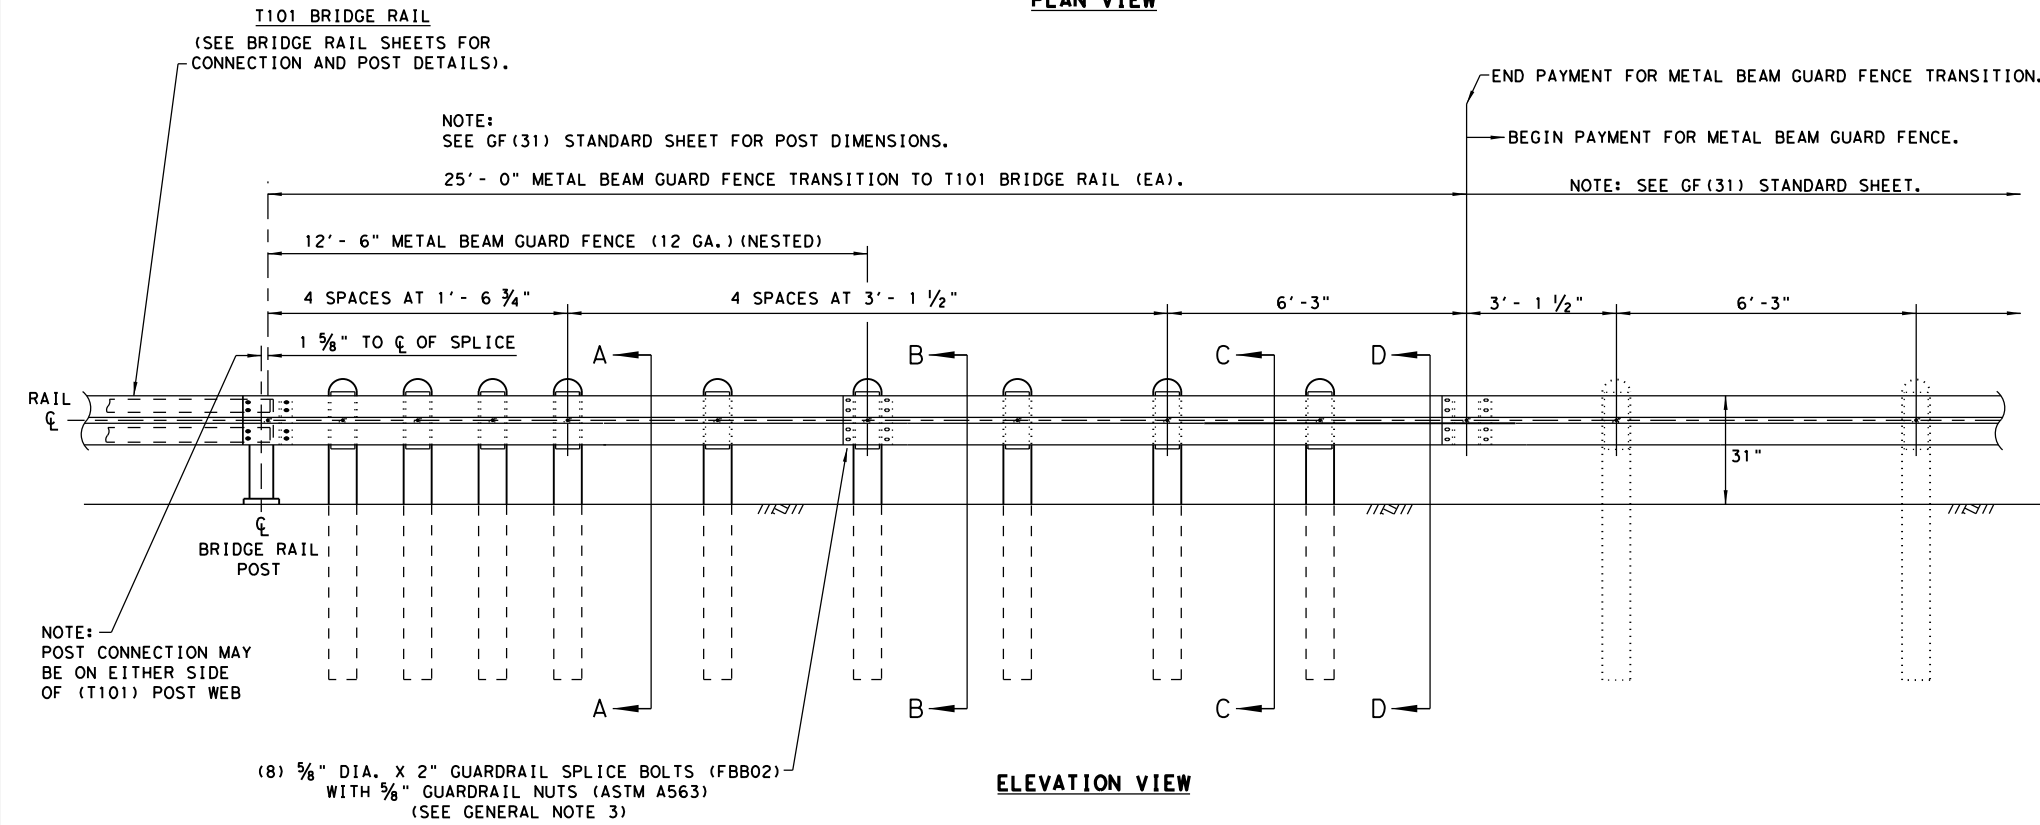 PLAN VIEW
T101 BRIDGE RAIL
(SEE BRIDGE RAIL SHEETS FOR
CONNECTION AND POST DETAILS).
END PAYMENT FOR METAL BEAM GUARD FENCE TRANSITION.
NOTE:
SEE GF(31) STANDARD SHEET FOR POST DIMENSIONS.
BEGIN PAYMENT FOR METAL BEAM GUARD FENCE.
25'- 0" METAL BEAM GUARD FENCE TRANSITION TO T101 BRIDGE RAIL (EA).
NOTE: SEE GF(31) STANDARD SHEET.
12'- 6" METAL BEAM GUARD FENCE (12 GA.)(NESTED)
4 SPACES AT 1'- 6 ¾"
4 SPACES AT 3'- 1 ½"
6'-3"
3'- 1 ½"
6'-3"
1 ⅝" TO ℄ OF SPLICE
A
B
C
D
RAIL
℄
31"
℄
BRIDGE RAIL
POST
NOTE:
POST CONNECTION MAY
BE ON EITHER SIDE
OF (T101) POST WEB
A
B
C
D
(8) ⅝" DIA. X 2" GUARDRAIL SPLICE BOLTS (FBB02)
WITH ⅝" GUARDRAIL NUTS (ASTM A563)
(SEE GENERAL NOTE 3)
ELEVATION VIEW